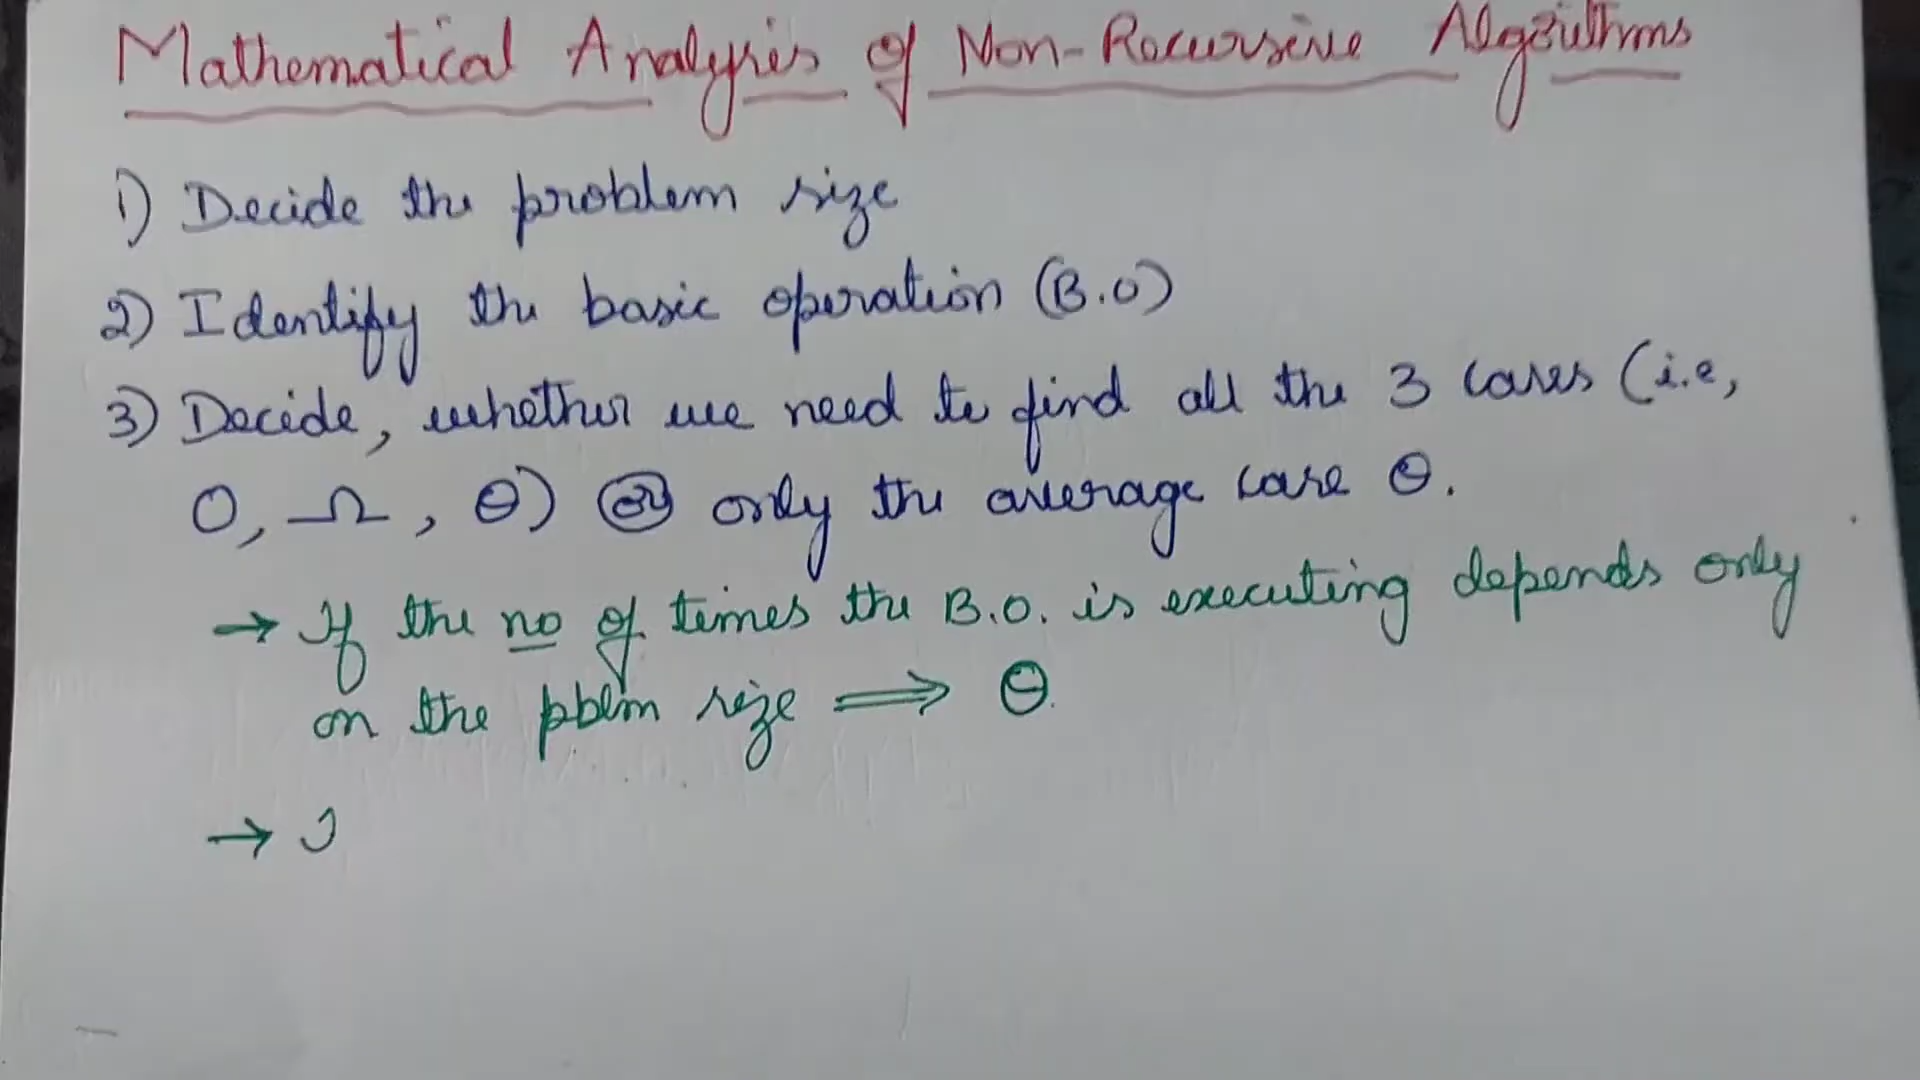 Mathematical Analysis of Non-Recursive Algorithms
1) Decide the problem size
2) Identify the basic operation (B.O)
3) Decide, whether we need to find all the 3 cases (i.e,
O, Ω, θ) or only the average case θ.
→ If the no of times the B.O. is executing depends only
on the pblm size ⟹ θ.
→ I